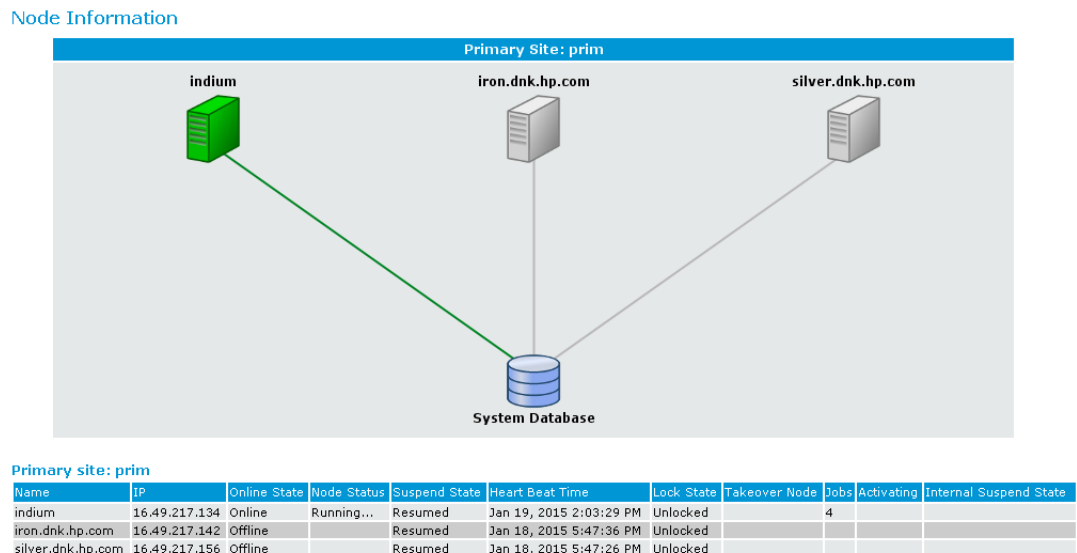 Node Information
Primary Site: prim
indium iron.dnk.hp.com silver.dnk.hp.com
System Database
Primary site: prim
Name IP Online State Node Status Suspend State Heart Beat Time Lock State Takeover Node Jobs Activating Internal Suspend State
indium 16.49.217.134 Online Running... Resumed Jan 19, 2015 2:03:29 PM Unlocked 4
iron.dnk.hp.com 16.49.217.142 Offline Resumed Jan 18, 2015 5:47:36 PM Unlocked
silver.dnk.hp.com 16.49.217.156 Offline Resumed Jan 18, 2015 5:47:26 PM Unlocked